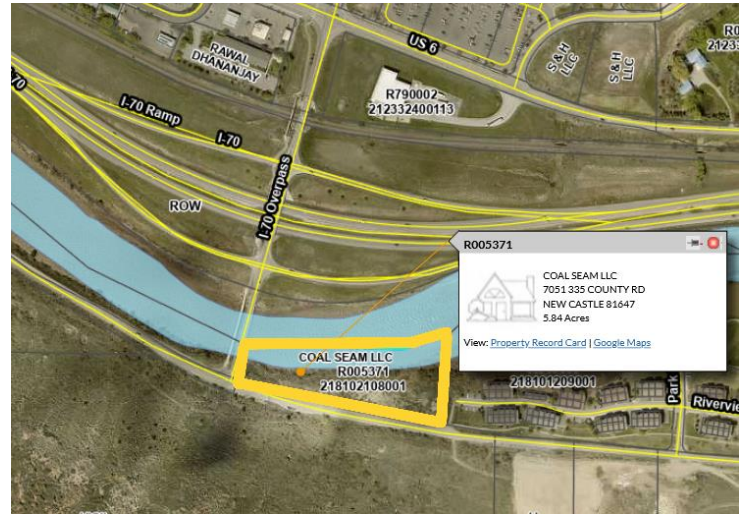 US 6
RAWAL
DHANANJAY
S & H
LLC
S & H
LLC
R790002
212332400113
I-70 Ramp
I-70
I-70 Overpass
ROW
R005371
COAL SEAM LLC
7051 335 COUNTY RD
NEW CASTLE 81647
5.84 Acres
View: Property Record Card | Google Maps
COAL SEAM LLC
R005371
218102108001
218101209001
Park
Rivervie